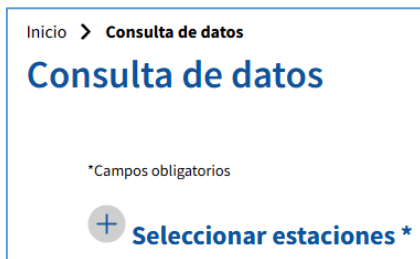 Inicio > Consulta de datos
Consulta de datos
*Campos obligatorios
+ Seleccionar estaciones *